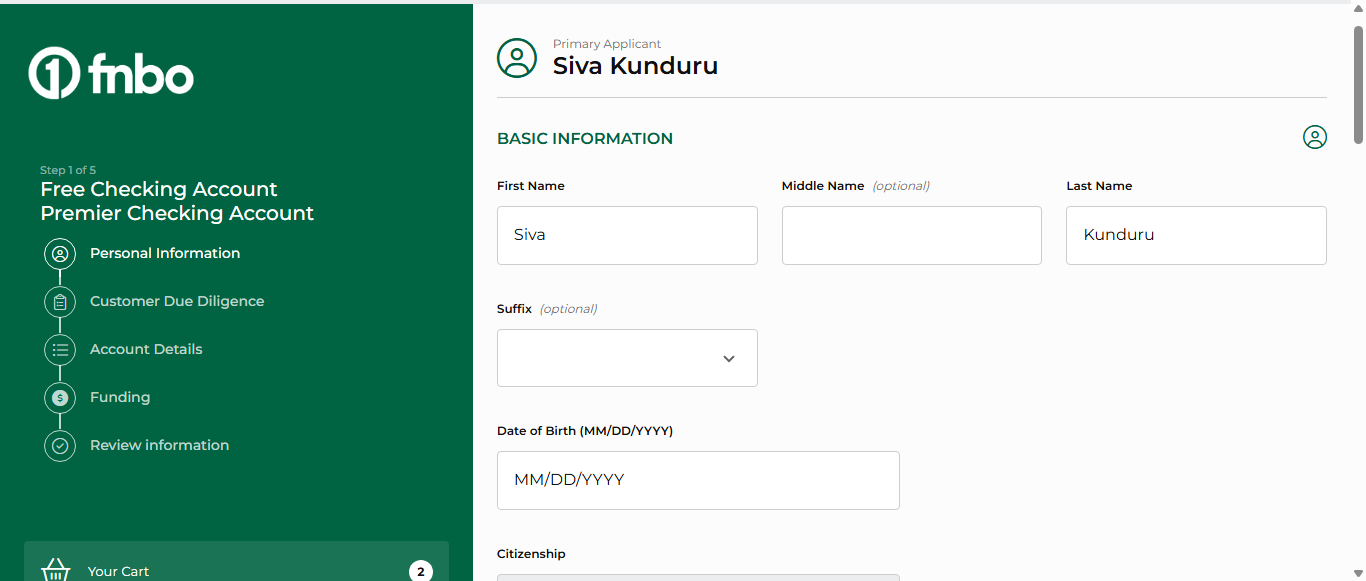 fnbo
Step 1 of 5
Free Checking Account
Premier Checking Account
Personal Information
Customer Due Diligence
Account Details
Funding
Review information
Your Cart
2
Primary Applicant
Siva Kunduru
BASIC INFORMATION
First Name
Middle Name (optional)
Last Name
Siva
Kunduru
Suffix (optional)
Date of Birth (MM/DD/YYYY)
MM/DD/YYYY
Citizenship